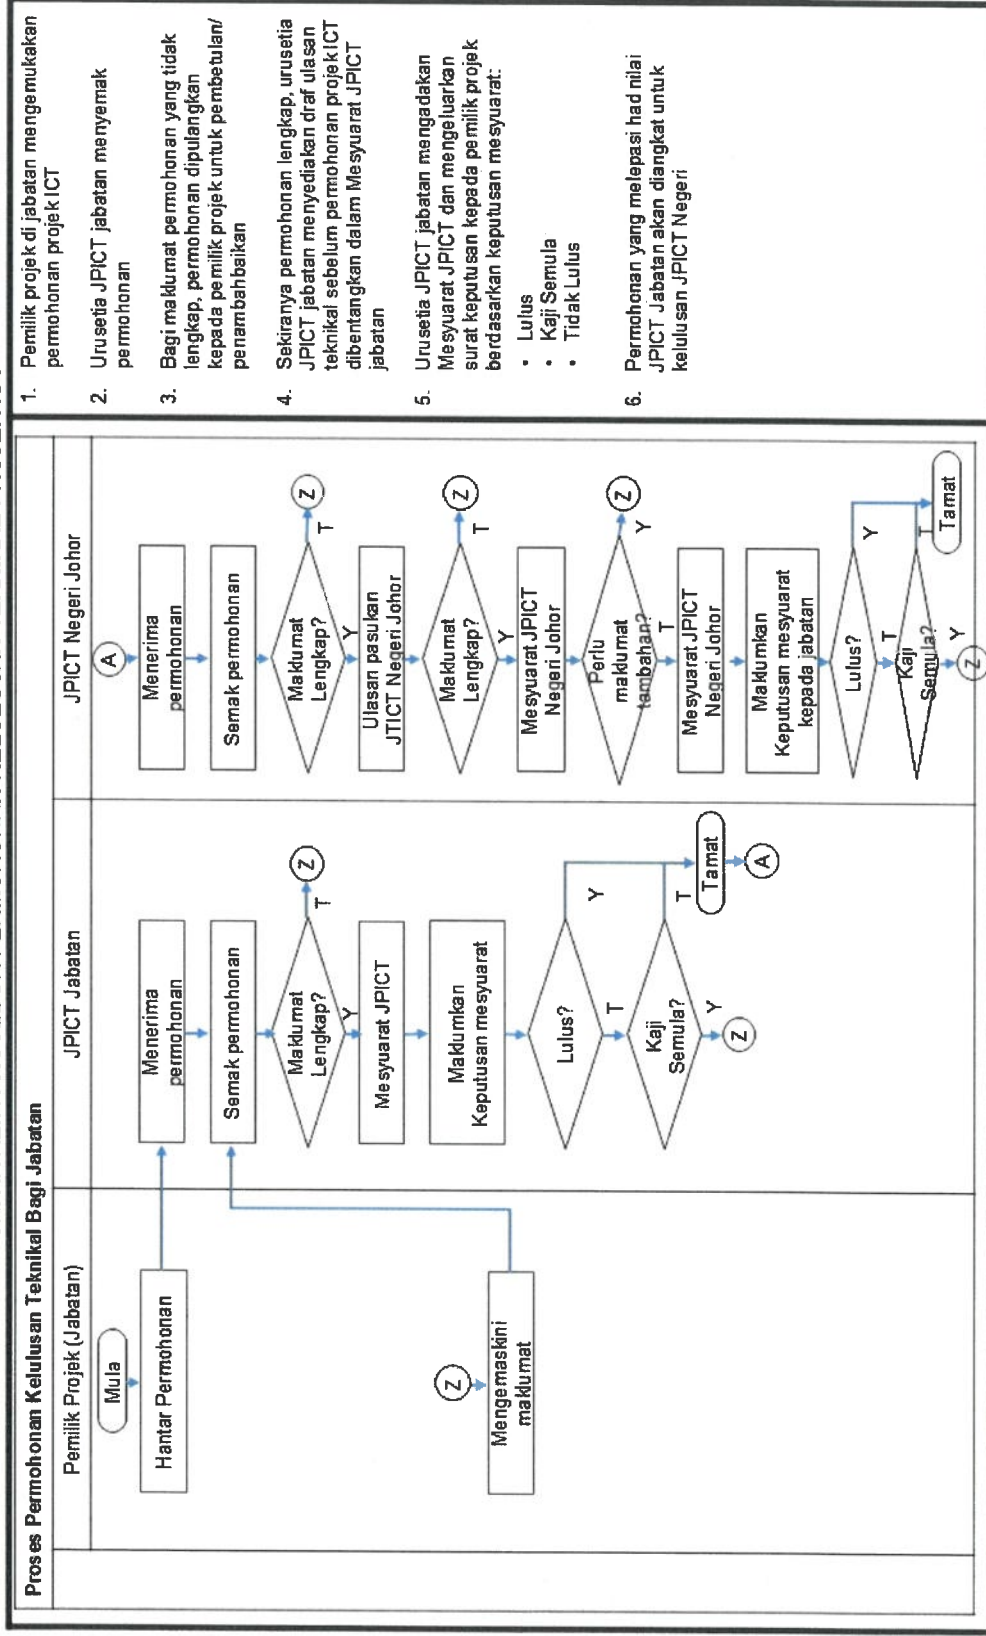 Proses Permohonan Kelulusan Teknikal Bagi Jabatan
Pemilik Projek (Jabatan)
Mula
Hantar Permohonan
Z
Mengemaskini
maklumat
JPICT Jabatan
Menerima
permohonan
Semak permohonan
Maklumat
Lengkap?
T
Z
Y
Mesyuarat JPICT
Maklumkan
Keputusan mesyuarat
Lulus?
Y
T
Kaji
Semula?
T
Y
Z
Tamat
A
JPICT Negeri Johor
A
Menerima
permohonan
Semak permohonan
Maklumat
Lengkap?
T
Z
Y
Ulasan pasukan
JTICT Negeri Johor
Maklumat
Lengkap?
T
Z
Y
Mesyuarat JPICT
Negeri Johor
Perlu
maklumat
tambahan?
Y
Z
T
Mesyuarat JPICT
Negeri Johor
Maklumkan
Keputusan mesyuarat
kepada jabatan
Lulus?
Y
T
Kaji
Semula?
T
Y
Z
Tamat
1. Pemilik projek di jabatan mengemukakan
permohonan projek ICT
2. Urusetia JPICT jabatan menyemak
permohonan
3. Bagi maklumat permohonan yang tidak
lengkap, permohonan dipulangkan
kepada pemilik projek untuk pembetulan/
penambahbaikan
4. Sekiranya permohonan lengkap, urusetia
JPICT jabatan menyediakan draf ulasan
teknikal sebelum permohonan projek ICT
dibentangkan dalam Mesyuarat JPICT
jabatan
5. Urusetia JPICT jabatan mengadakan
Mesyuarat JPICT dan mengeluarkan
surat keputusan kepada pemilik projek
berdasarkan keputusan mesyuarat:
• Lulus
• Kaji Semula
• Tidak Lulus
6. Permohonan yang melepasi had nilai
JPICT Jabatan akan diangkat untuk
kelulusan JPICT Negeri